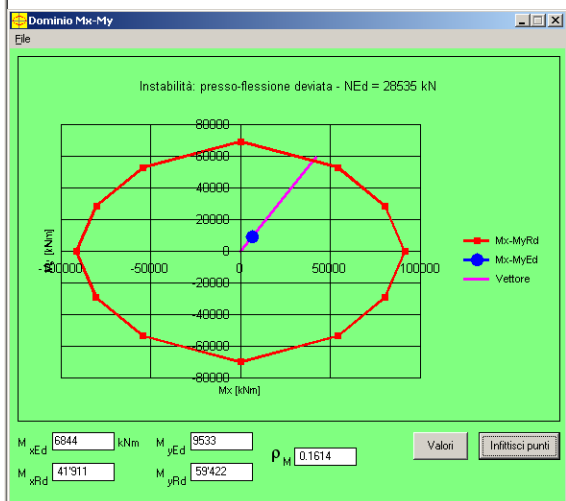 Dominio Mx-My
File
Instabilità: presso-flessione deviata - NEd = 28535 kN
80000
60000
40000
20000
0
-100000 -50000 0 50000 100000
-20000
-40000
-60000
-80000
My [kNm]
Mx [kNm]
Mx-MyRd
Mx-MyEd
Vettore
M xEd 6844 kNm M yEd 9533
M xRd 41'911 M yRd 59'422
ρ M 0.1614
Valori Infittisci punti